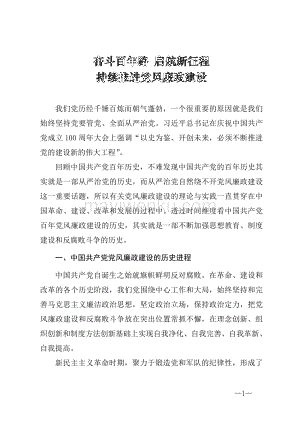 奋斗百年路 启航新征程
持续推进党风廉政建设
我们党历经千锤百炼而朝气蓬勃，一个很重要的原因就是我们
始终坚持党要管党、全面从严治党。习近平总书记在庆祝中国共产
党成立 100 周年大会上强调“以史为鉴、开创未来，必须不断推进
党的建设新的伟大工程”。
回顾中国共产党的百年历史，不难发现中国共产党的百年历史
其实就是一部从严治党的历史，而从严治党自然绕不开党风廉政建
设这一重要话题，所以有关党风廉政建设的理论与实践一直贯穿在中
国革命、建设、改革和发展的过程中。透过时间维度看中国共产党
百年党风廉政建设的历史，其实就是一部不断加强思想教育、制度
建设和反腐败斗争的历史。
一、中国共产党党风廉政建设的历史进程
中国共产党自诞生之始就旗帜鲜明反对腐败。在革命、建设和
改革的各个历史阶段，我们党围绕中心工作和大局，始终坚持和完
善马克思主义廉洁政治思想，坚定政治立场，保持政治定力，把党
风廉政建设和反腐败斗争放在突出位置常抓不懈，在理念创新、组
织创新和制度方法创新基础上实现自我净化、自我完善、自我革新、
自我提高。
新民主主义革命时期，聚力于锻造党和军队的纪律性，形成了
—1—